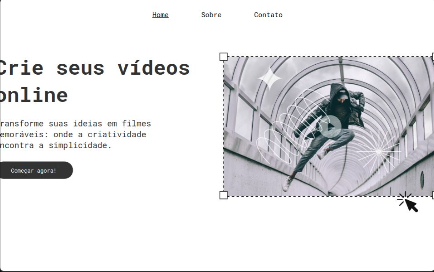 Home Sobre Contato
Crie seus vídeos
online
ransforme suas ideias em filmes
emoráveis: onde a criatividade
ncontra a simplicidade.
Começar agora!